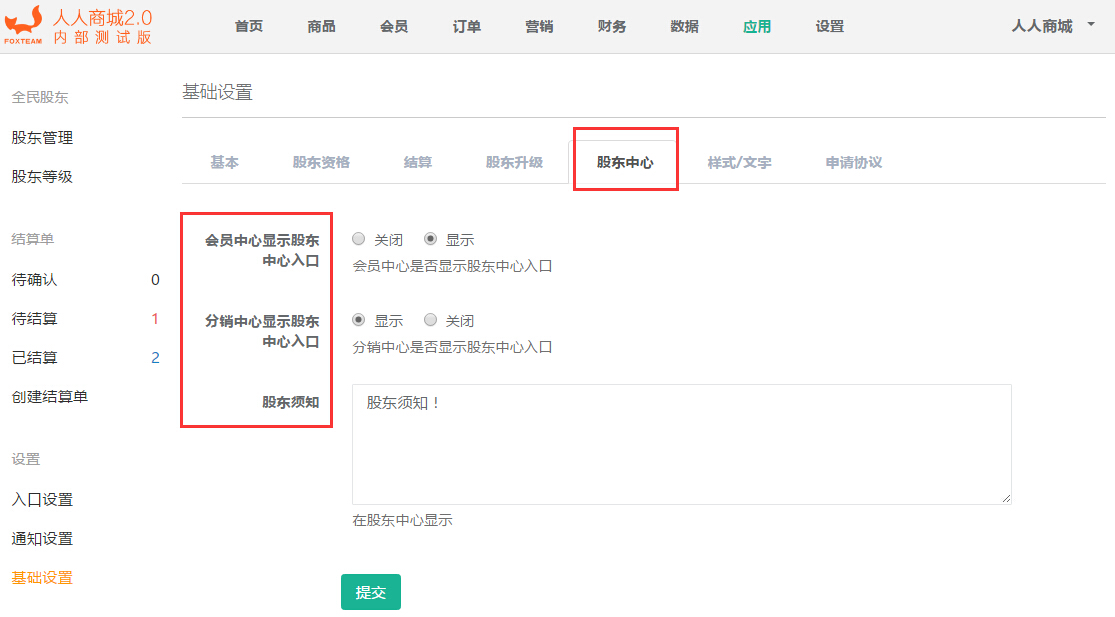 人人商城2.0
内部测试版
FOXTEAM
首页 商品 会员 订单 营销 财务 数据 应用 设置 人人商城
全民股东
股东管理
股东等级
结算单
待确认 0
待结算 1
已结算 2
创建结算单
设置
入口设置
通知设置
基础设置
基础设置
基本 股东资格 结算 股东升级 股东中心 样式/文字 申请协议
会员中心显示股东
中心入口
关闭 显示
会员中心是否显示股东中心入口
分销中心显示股东
中心入口
显示 关闭
分销中心是否显示股东中心入口
股东须知
股东须知！
在股东中心显示
提交